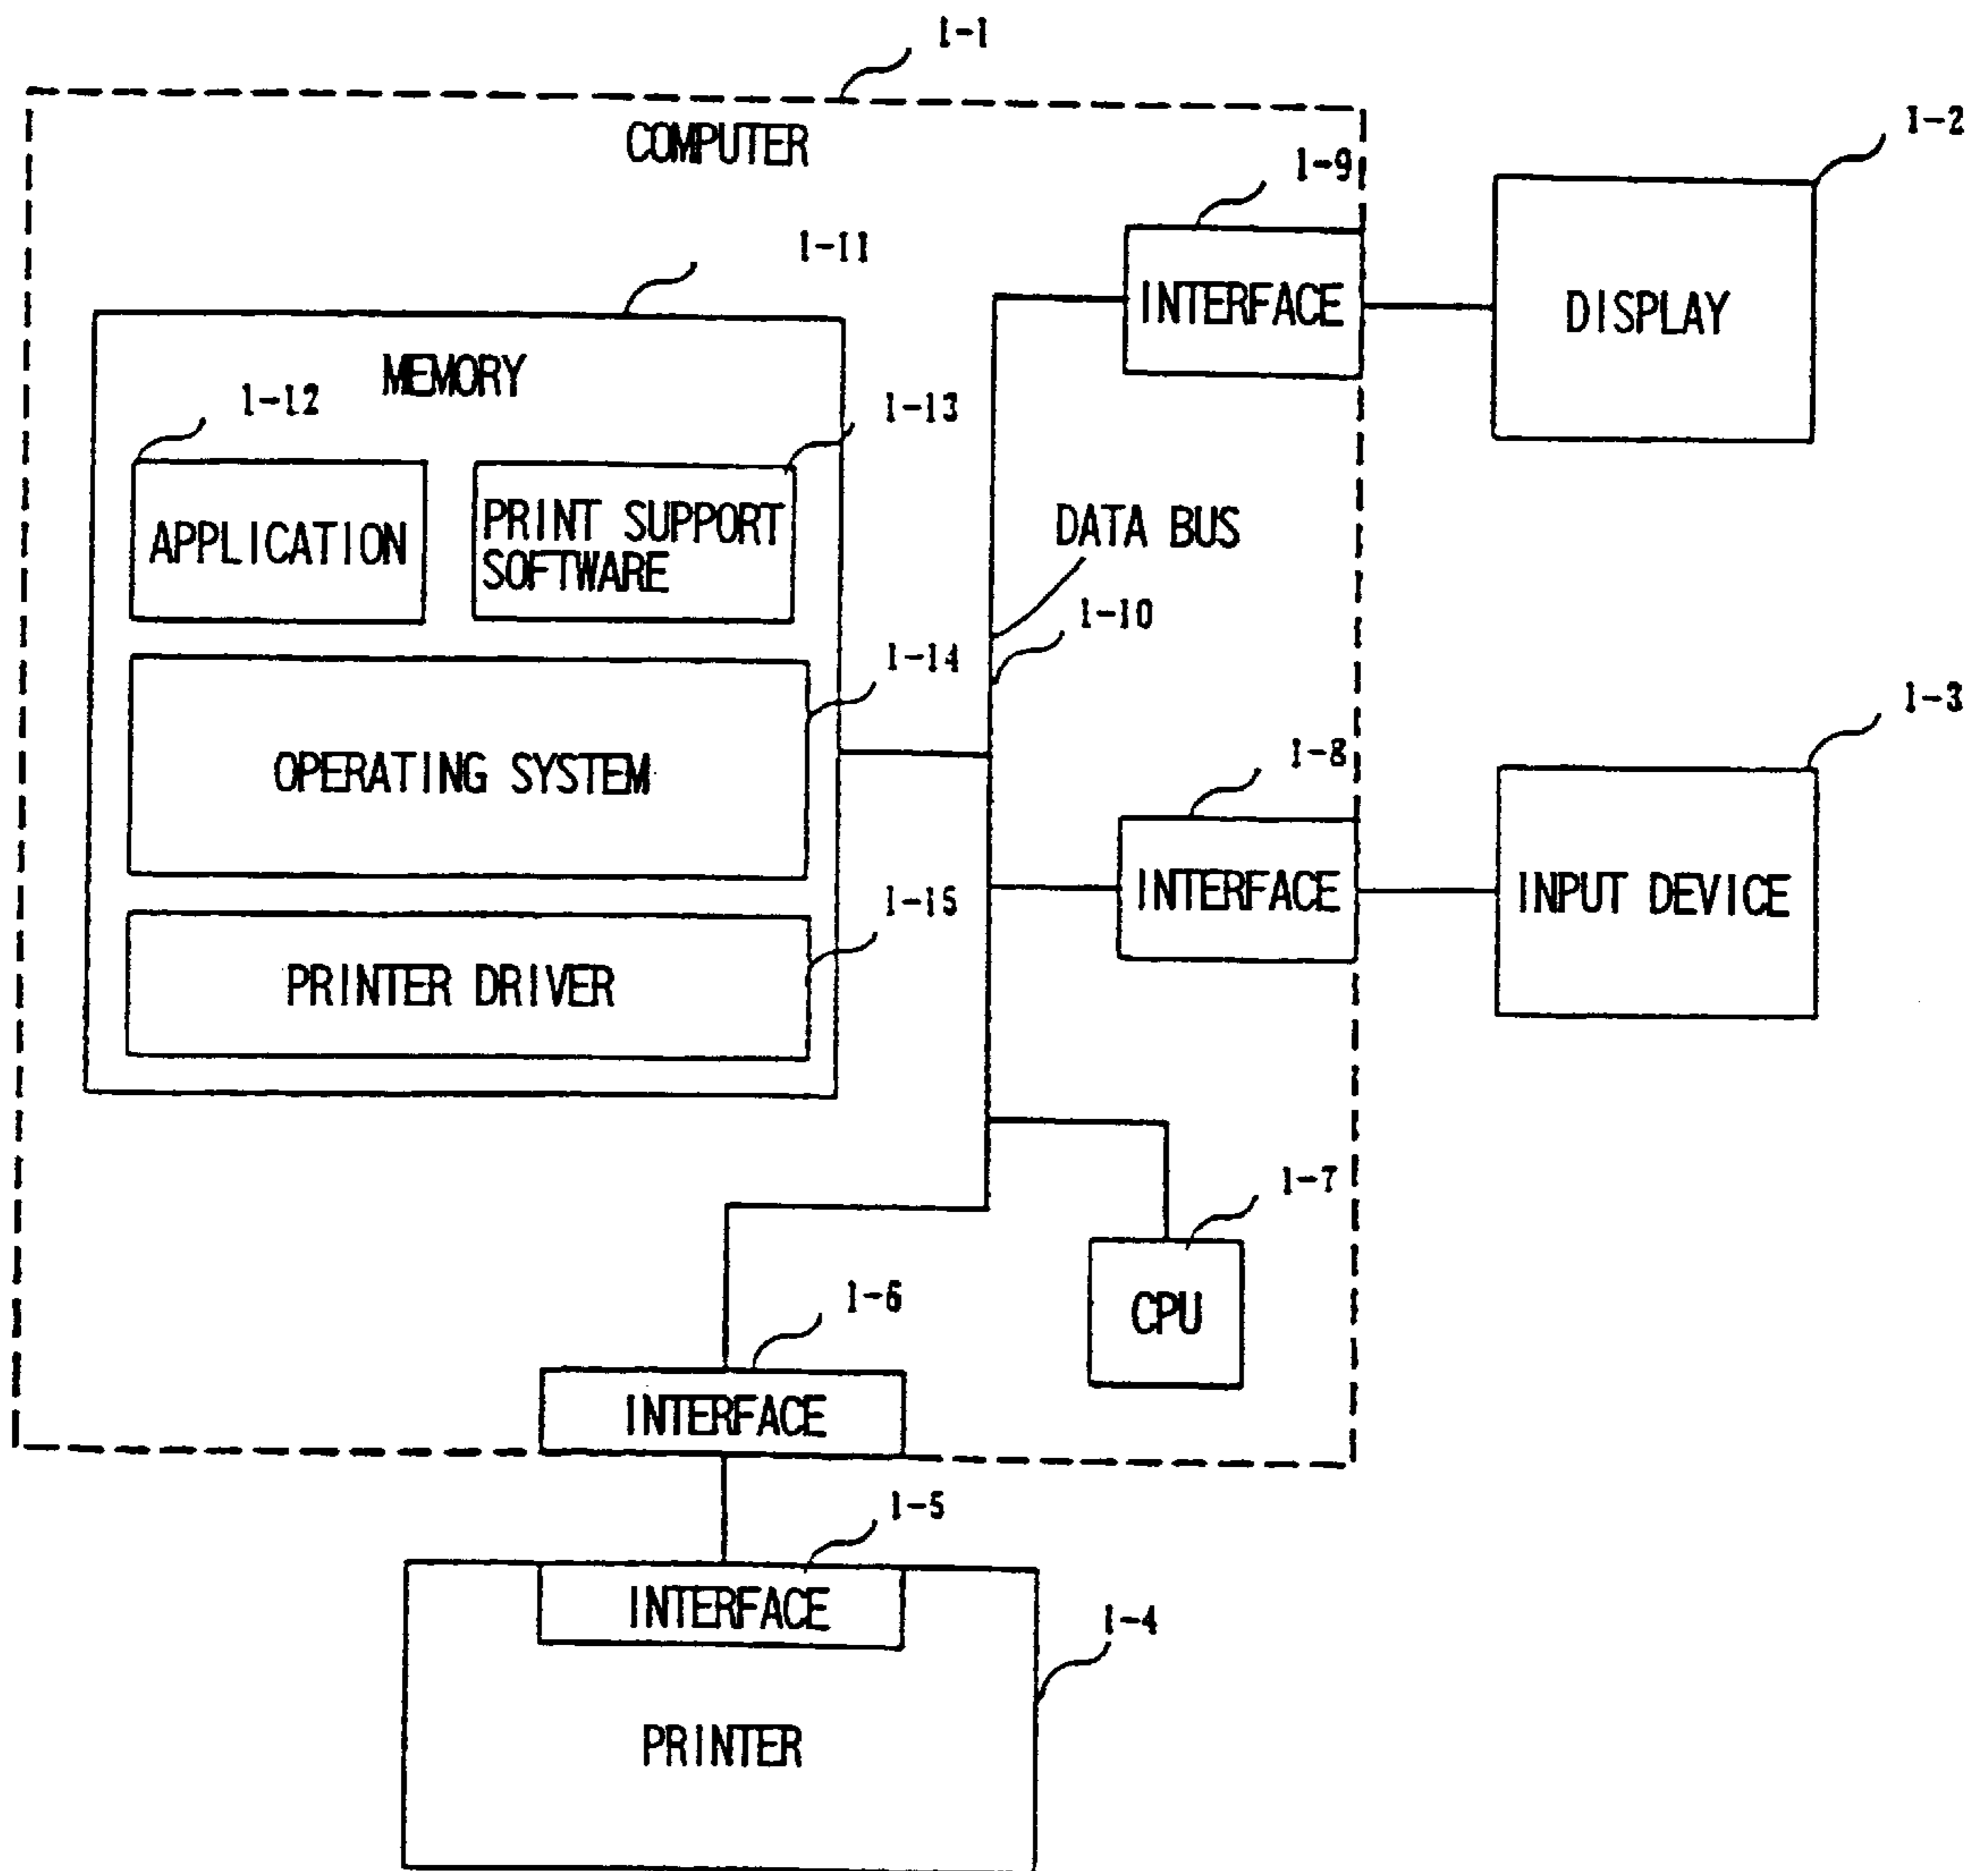 1-1
COMPUTER
1-2
1-9
INTERFACE
DISPLAY
1-11
MEMORY
1-12
1-13
APPLICATION
PRINT SUPPORT
SOFTWARE
DATA BUS
1-10
1-14
OPERATING SYSTEM
1-3
1-8
INTERFACE
INPUT DEVICE
1-15
PRINTER DRIVER
1-7
CPU
1-6
INTERFACE
1-5
INTERFACE
1-4
PRINTER